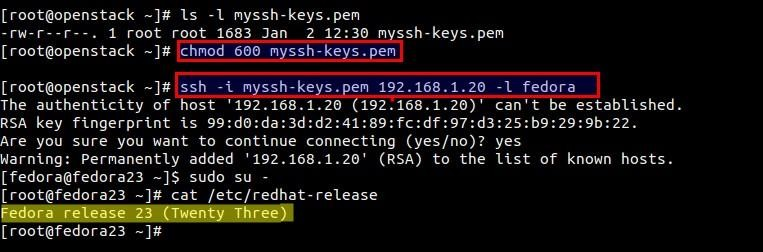 [root@openstack ~]# ls -l myssh-keys.pem
-rw-r--r--. 1 root root 1683 Jan  2 12:30 myssh-keys.pem
[root@openstack ~]# chmod 600 myssh-keys.pem
[root@openstack ~]# ssh -i myssh-keys.pem 192.168.1.20 -l fedora
The authenticity of host '192.168.1.20 (192.168.1.20)' can't be established.
RSA key fingerprint is 99:d0:da:3d:d2:41:89:fc:df:97:d3:25:b9:29:9b:22.
Are you sure you want to continue connecting (yes/no)? yes
Warning: Permanently added '192.168.1.20' (RSA) to the list of known hosts.
[fedora@fedora23 ~]$ sudo su -
[root@fedora23 ~]# cat /etc/redhat-release
Fedora release 23 (Twenty Three)
[root@fedora23 ~]#